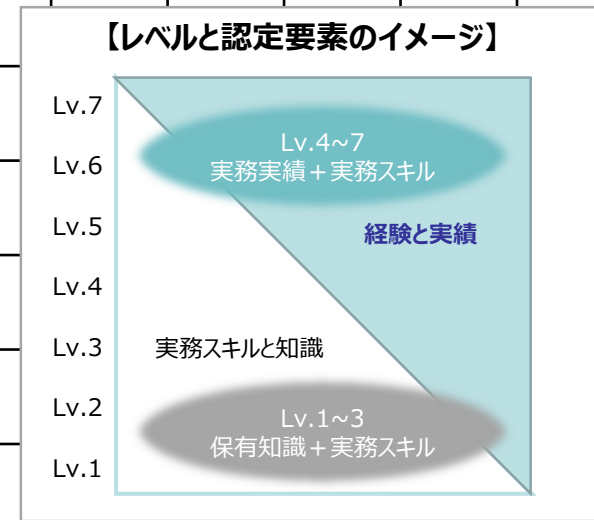 【レベルと認定要素のイメージ】
Lv.7
Lv.4~7
実務実績+実務スキル
Lv.6
Lv.5
経験と実績
Lv.4
Lv.3
実務スキルと知識
Lv.2
Lv.1~3
保有知識+実務スキル
Lv.1